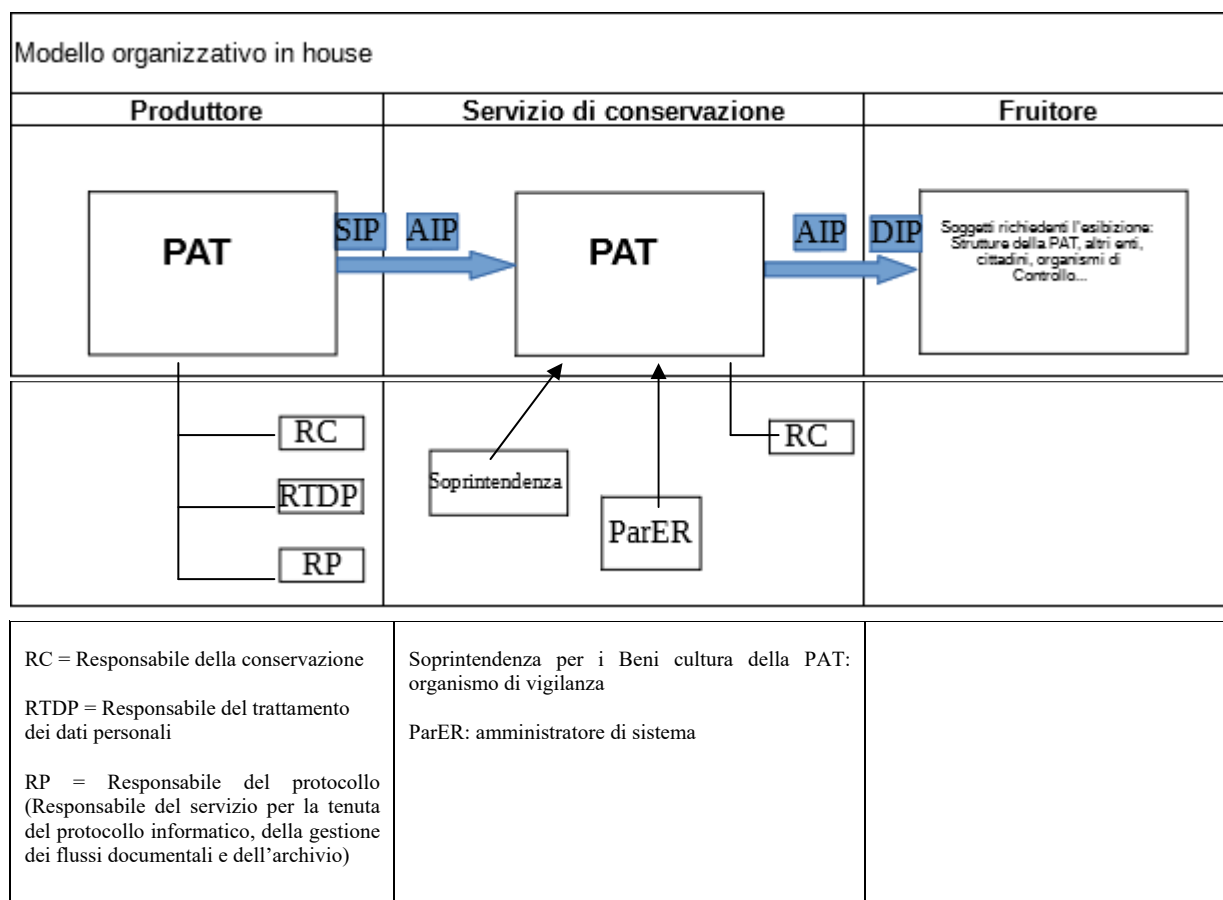 Modello organizzativo in house
Produttore
Servizio di conservazione
Fruitore
PAT
SIP
AIP
PAT
AIP
DIP
Soggetti richiedenti l'esibizione:
Strutture della PAT, altri enti,
cittadini, organismi di
Controllo...
RC
RTDP
RP
Soprintendenza
ParER
RC
RC = Responsabile della conservazione
RTDP = Responsabile del trattamento
dei dati personali
RP = Responsabile del protocollo
(Responsabile del servizio per la tenuta
del protocollo informatico, della gestione
dei flussi documentali e dell'archivio)
Soprintendenza per i Beni cultura della PAT:
organismo di vigilanza
ParER: amministratore di sistema